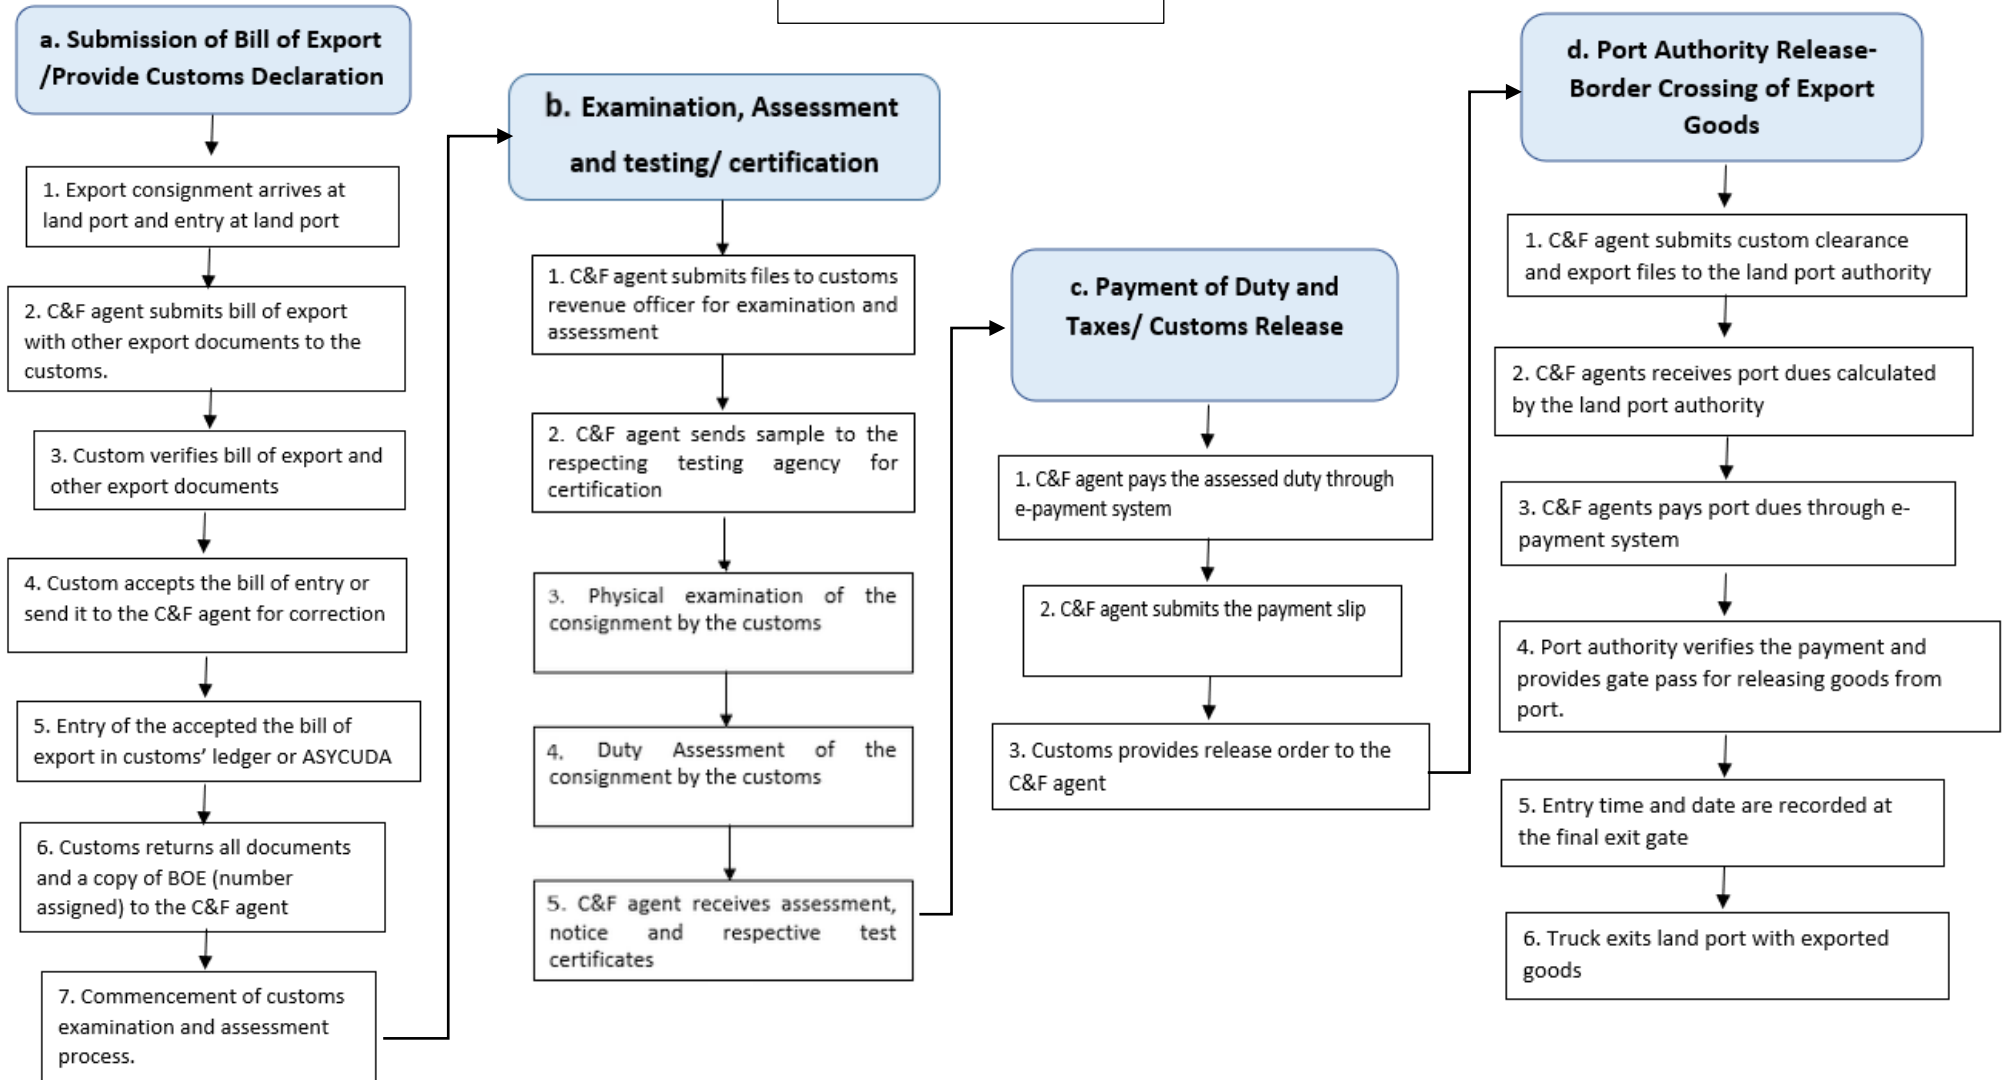 a. Submission of Bill of Export
/Provide Customs Declaration
1. Export consignment arrives at
land port and entry at land port
2. C&F agent submits bill of export
with other export documents to the
customs.
3. Custom verifies bill of export and
other export documents
4. Custom accepts the bill of entry or
send it to the C&F agent for correction
5. Entry of the accepted the bill of
export in customs’ ledger or ASYCUDA
6. Customs returns all documents
and a copy of BOE (number
assigned) to the C&F agent
7. Commencement of customs
examination and assessment
process.
b. Examination, Assessment
and testing/ certification
1. C&F agent submits files to customs
revenue officer for examination and
assessment
2. C&F agent sends sample to the
respecting testing agency for
certification
3. Physical examination of the
consignment by the customs
4. Duty Assessment of the
consignment by the customs
5. C&F agent receives assessment,
notice and respective test
certificates
c. Payment of Duty and
Taxes/ Customs Release
1. C&F agent pays the assessed duty through
e-payment system
2. C&F agent submits the payment slip
3. Customs provides release order to the
C&F agent
d. Port Authority Release-
Border Crossing of Export
Goods
1. C&F agent submits custom clearance
and export files to the land port authority
2. C&F agents receives port dues calculated
by the land port authority
3. C&F agents pays port dues through e-
payment system
4. Port authority verifies the payment and
provides gate pass for releasing goods from
port.
5. Entry time and date are recorded at
the final exit gate
6. Truck exits land port with exported
goods